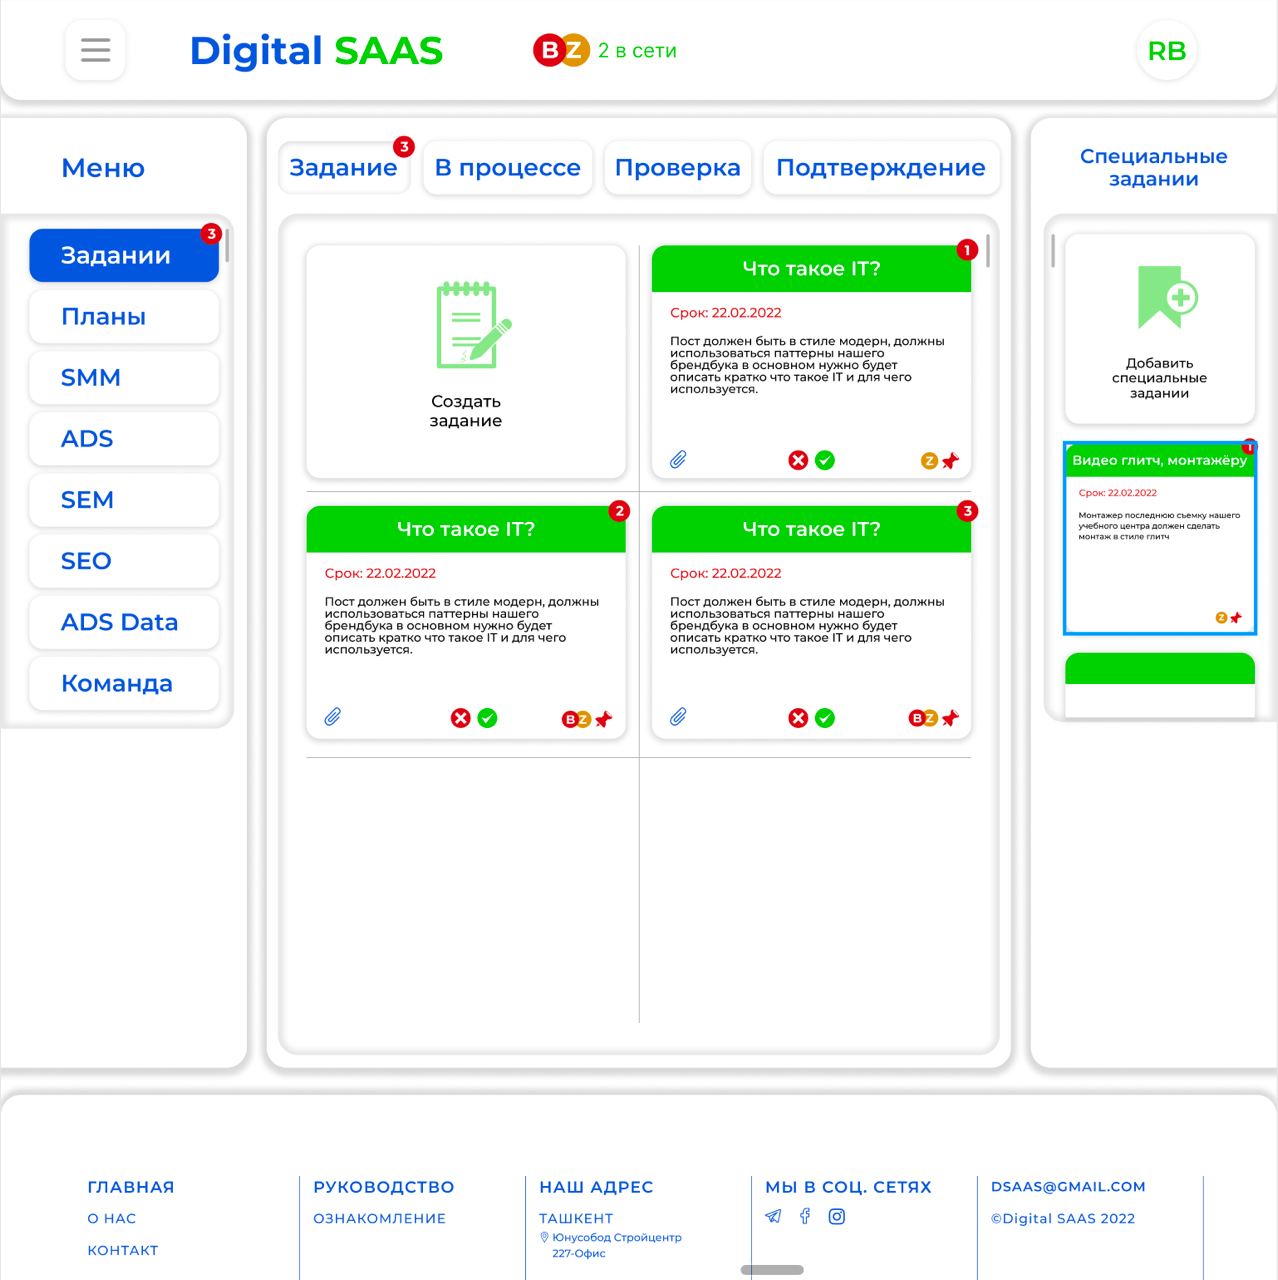 Digital SAAS
BZ 2 в сети
RB
Меню
Задании
3
Планы
SMM
ADS
SEM
SEO
ADS Data
Команда
Задание
3
В процессе
Проверка
Подтверждение
Создать
задание
Что такое IT?
1
Срок: 22.02.2022
Пост должен быть в стиле модерн, должны
использоваться паттерны нашего
брендбука в основном нужно будет
описать кратко что такое IT и для чего
используется.
Z
Что такое IT?
2
Срок: 22.02.2022
Пост должен быть в стиле модерн, должны
использоваться паттерны нашего
брендбука в основном нужно будет
описать кратко что такое IT и для чего
используется.
BZ
Что такое IT?
3
Срок: 22.02.2022
Пост должен быть в стиле модерн, должны
использоваться паттерны нашего
брендбука в основном нужно будет
описать кратко что такое IT и для чего
используется.
BZ
Специальные
задании
Добавить
специальные
задании
1
Видео глитч, монтажёру
Срок: 22.02.2022
Монтажер последнюю съемку нашего
учебного центра должен сделать
монтаж в стиле глитч
Z
ГЛАВНАЯ
О НАС
КОНТАКТ
РУКОВОДСТВО
ОЗНАКОМЛЕНИЕ
НАШ АДРЕС
ТАШКЕНТ
Юнусобод Стройцентр
227-Офис
МЫ В СОЦ. СЕТЯХ
DSAAS@GMAIL.COM
©Digital SAAS 2022